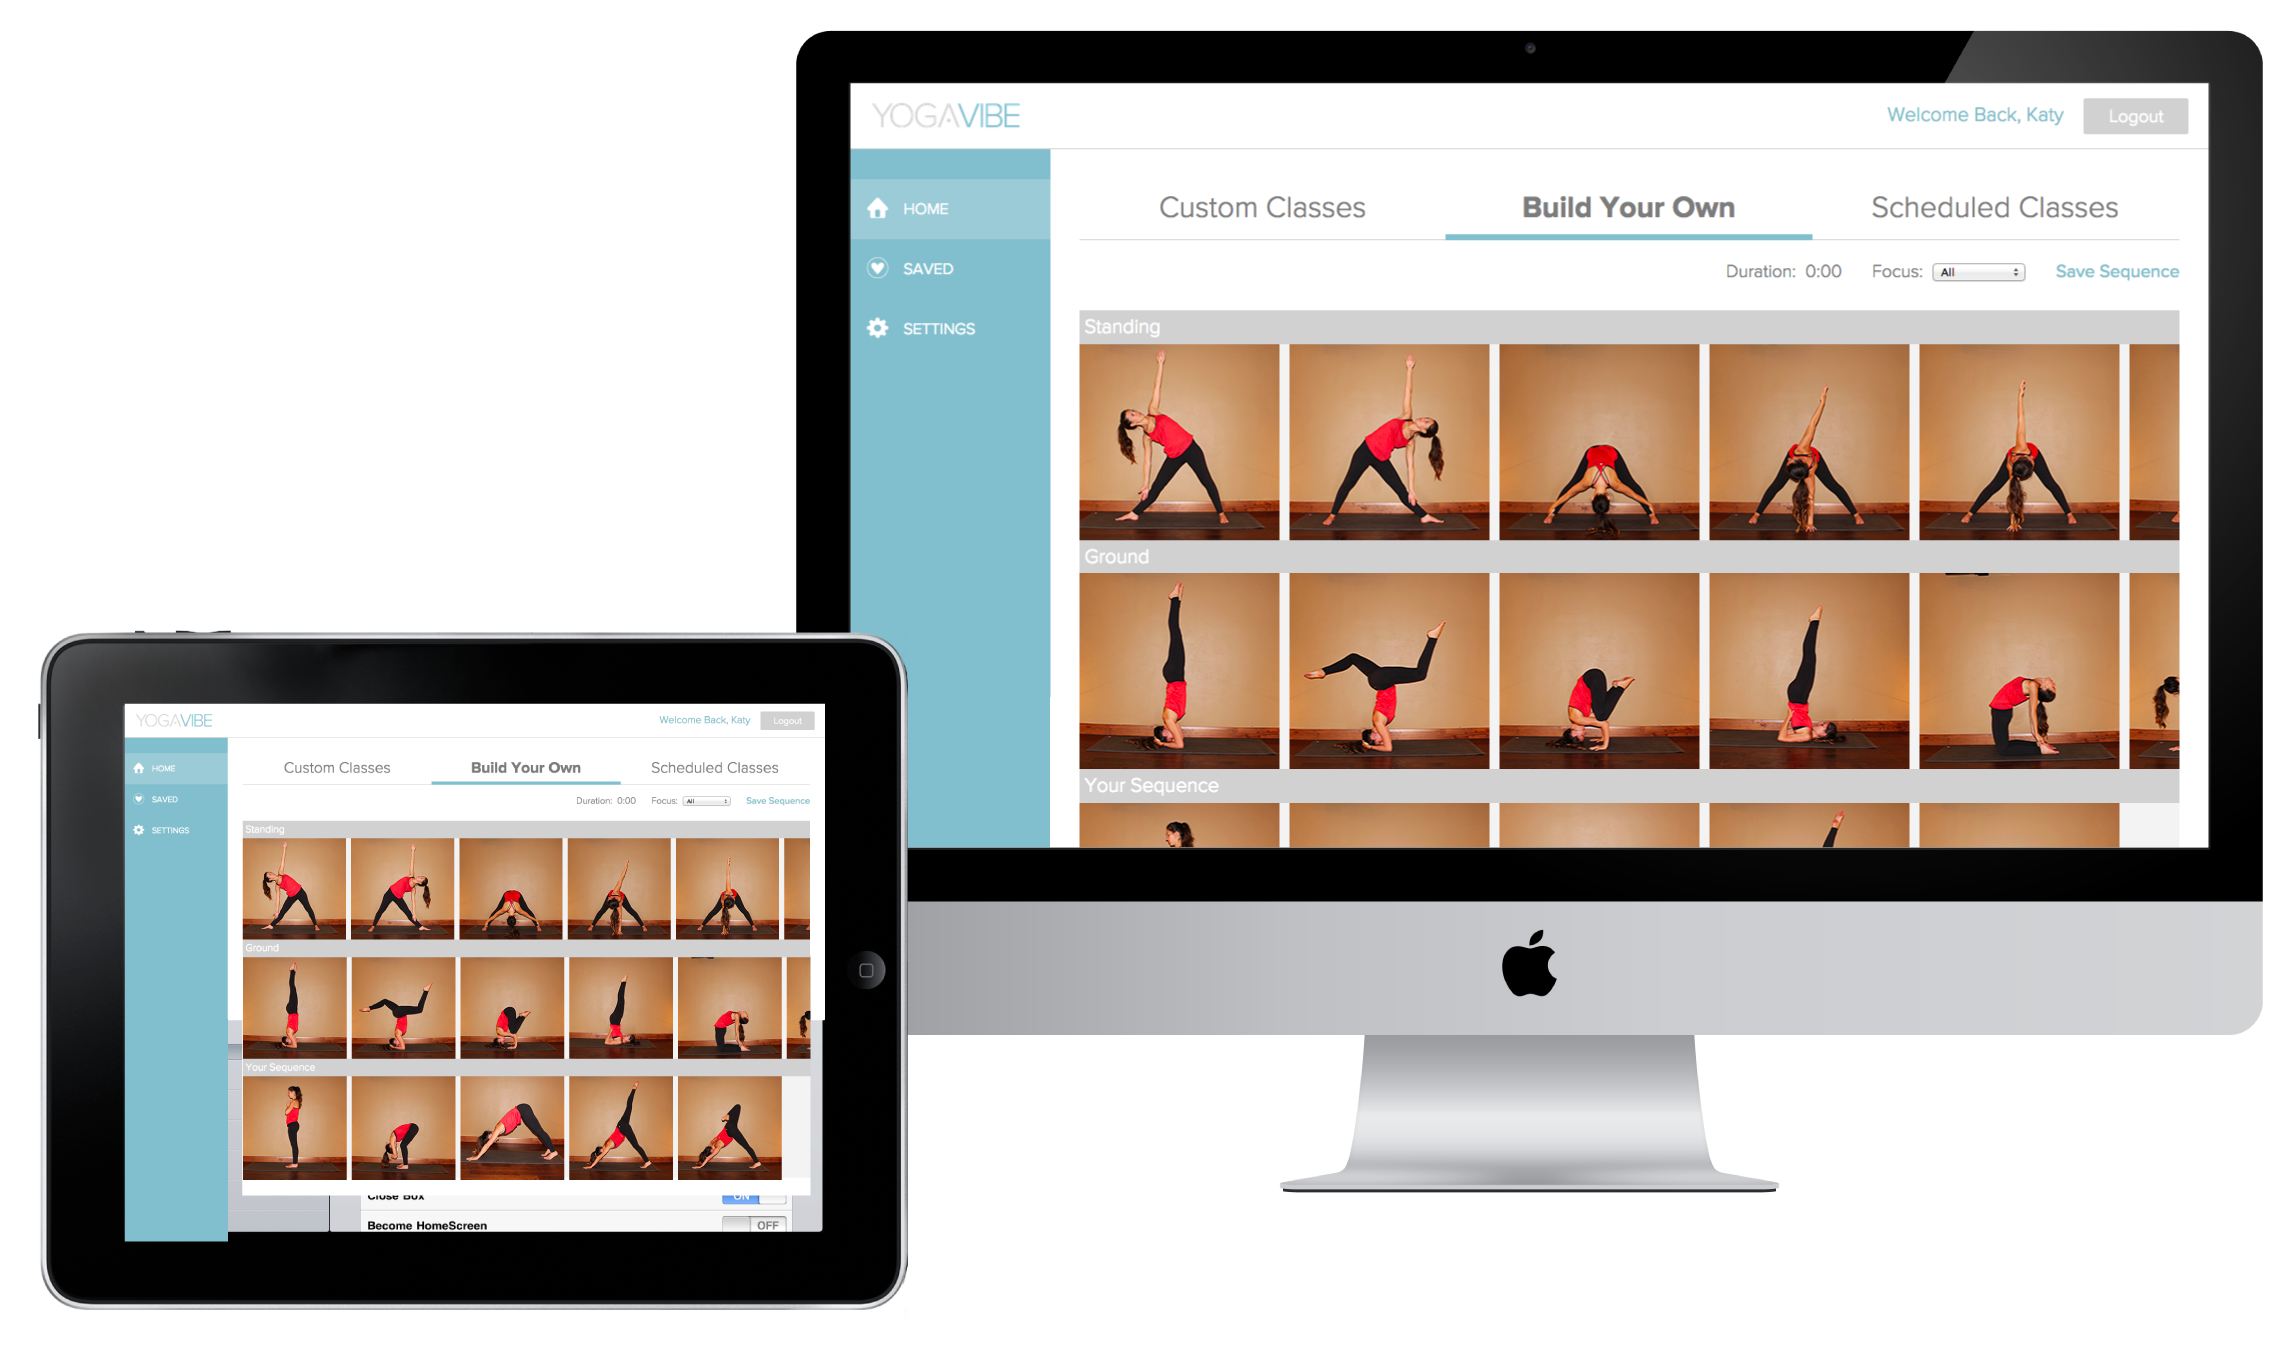 YOGAVIBE
Welcome Back, Katy
Logout
HOME
SAVED
SETTINGS
Custom Classes
Build Your Own
Scheduled Classes
Duration: 0:00
Focus:
All
Save Sequence
Standing
Ground
Your Sequence
YOGAVIBE
Welcome Back, Katy
Logout
HOME
SAVED
SETTINGS
Custom Classes
Build Your Own
Scheduled Classes
Duration: 0:00
Focus:
All
Save Sequence
Standing
Ground
Your Sequence
Close Box
ON
Become HomeScreen
OFF